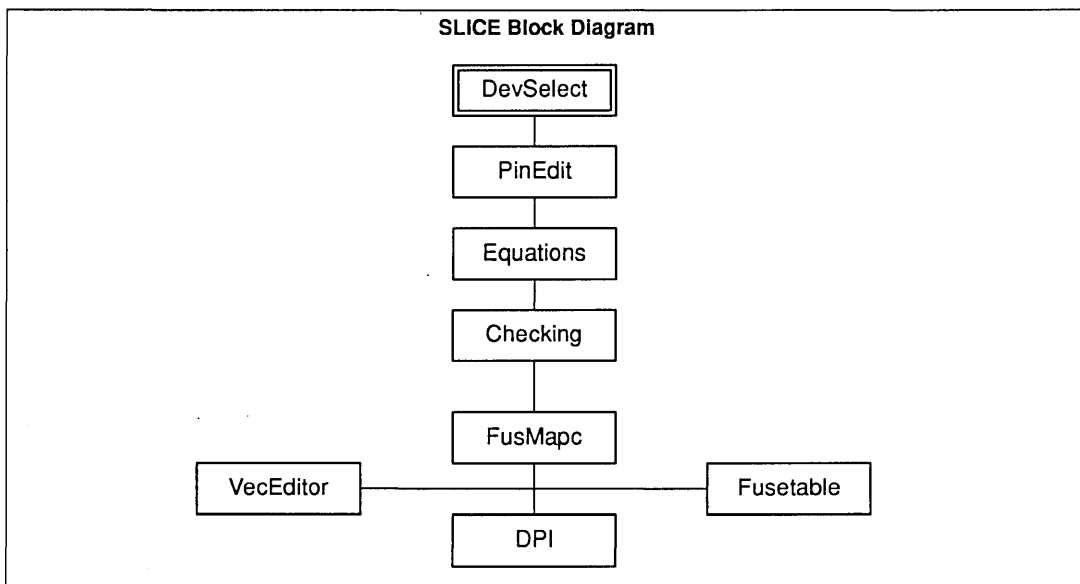 SLICE Block Diagram
DevSelect
PinEdit
Equations
Checking
FusMapc
VecEditor
Fusetable
DPI